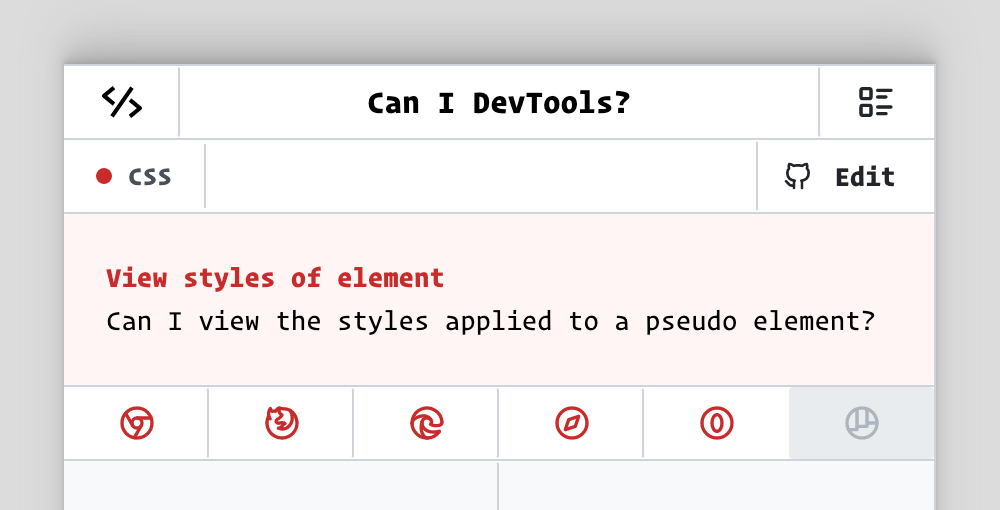 Can I DevTools?
CSS
Edit
View styles of element
Can I view the styles applied to a pseudo element?